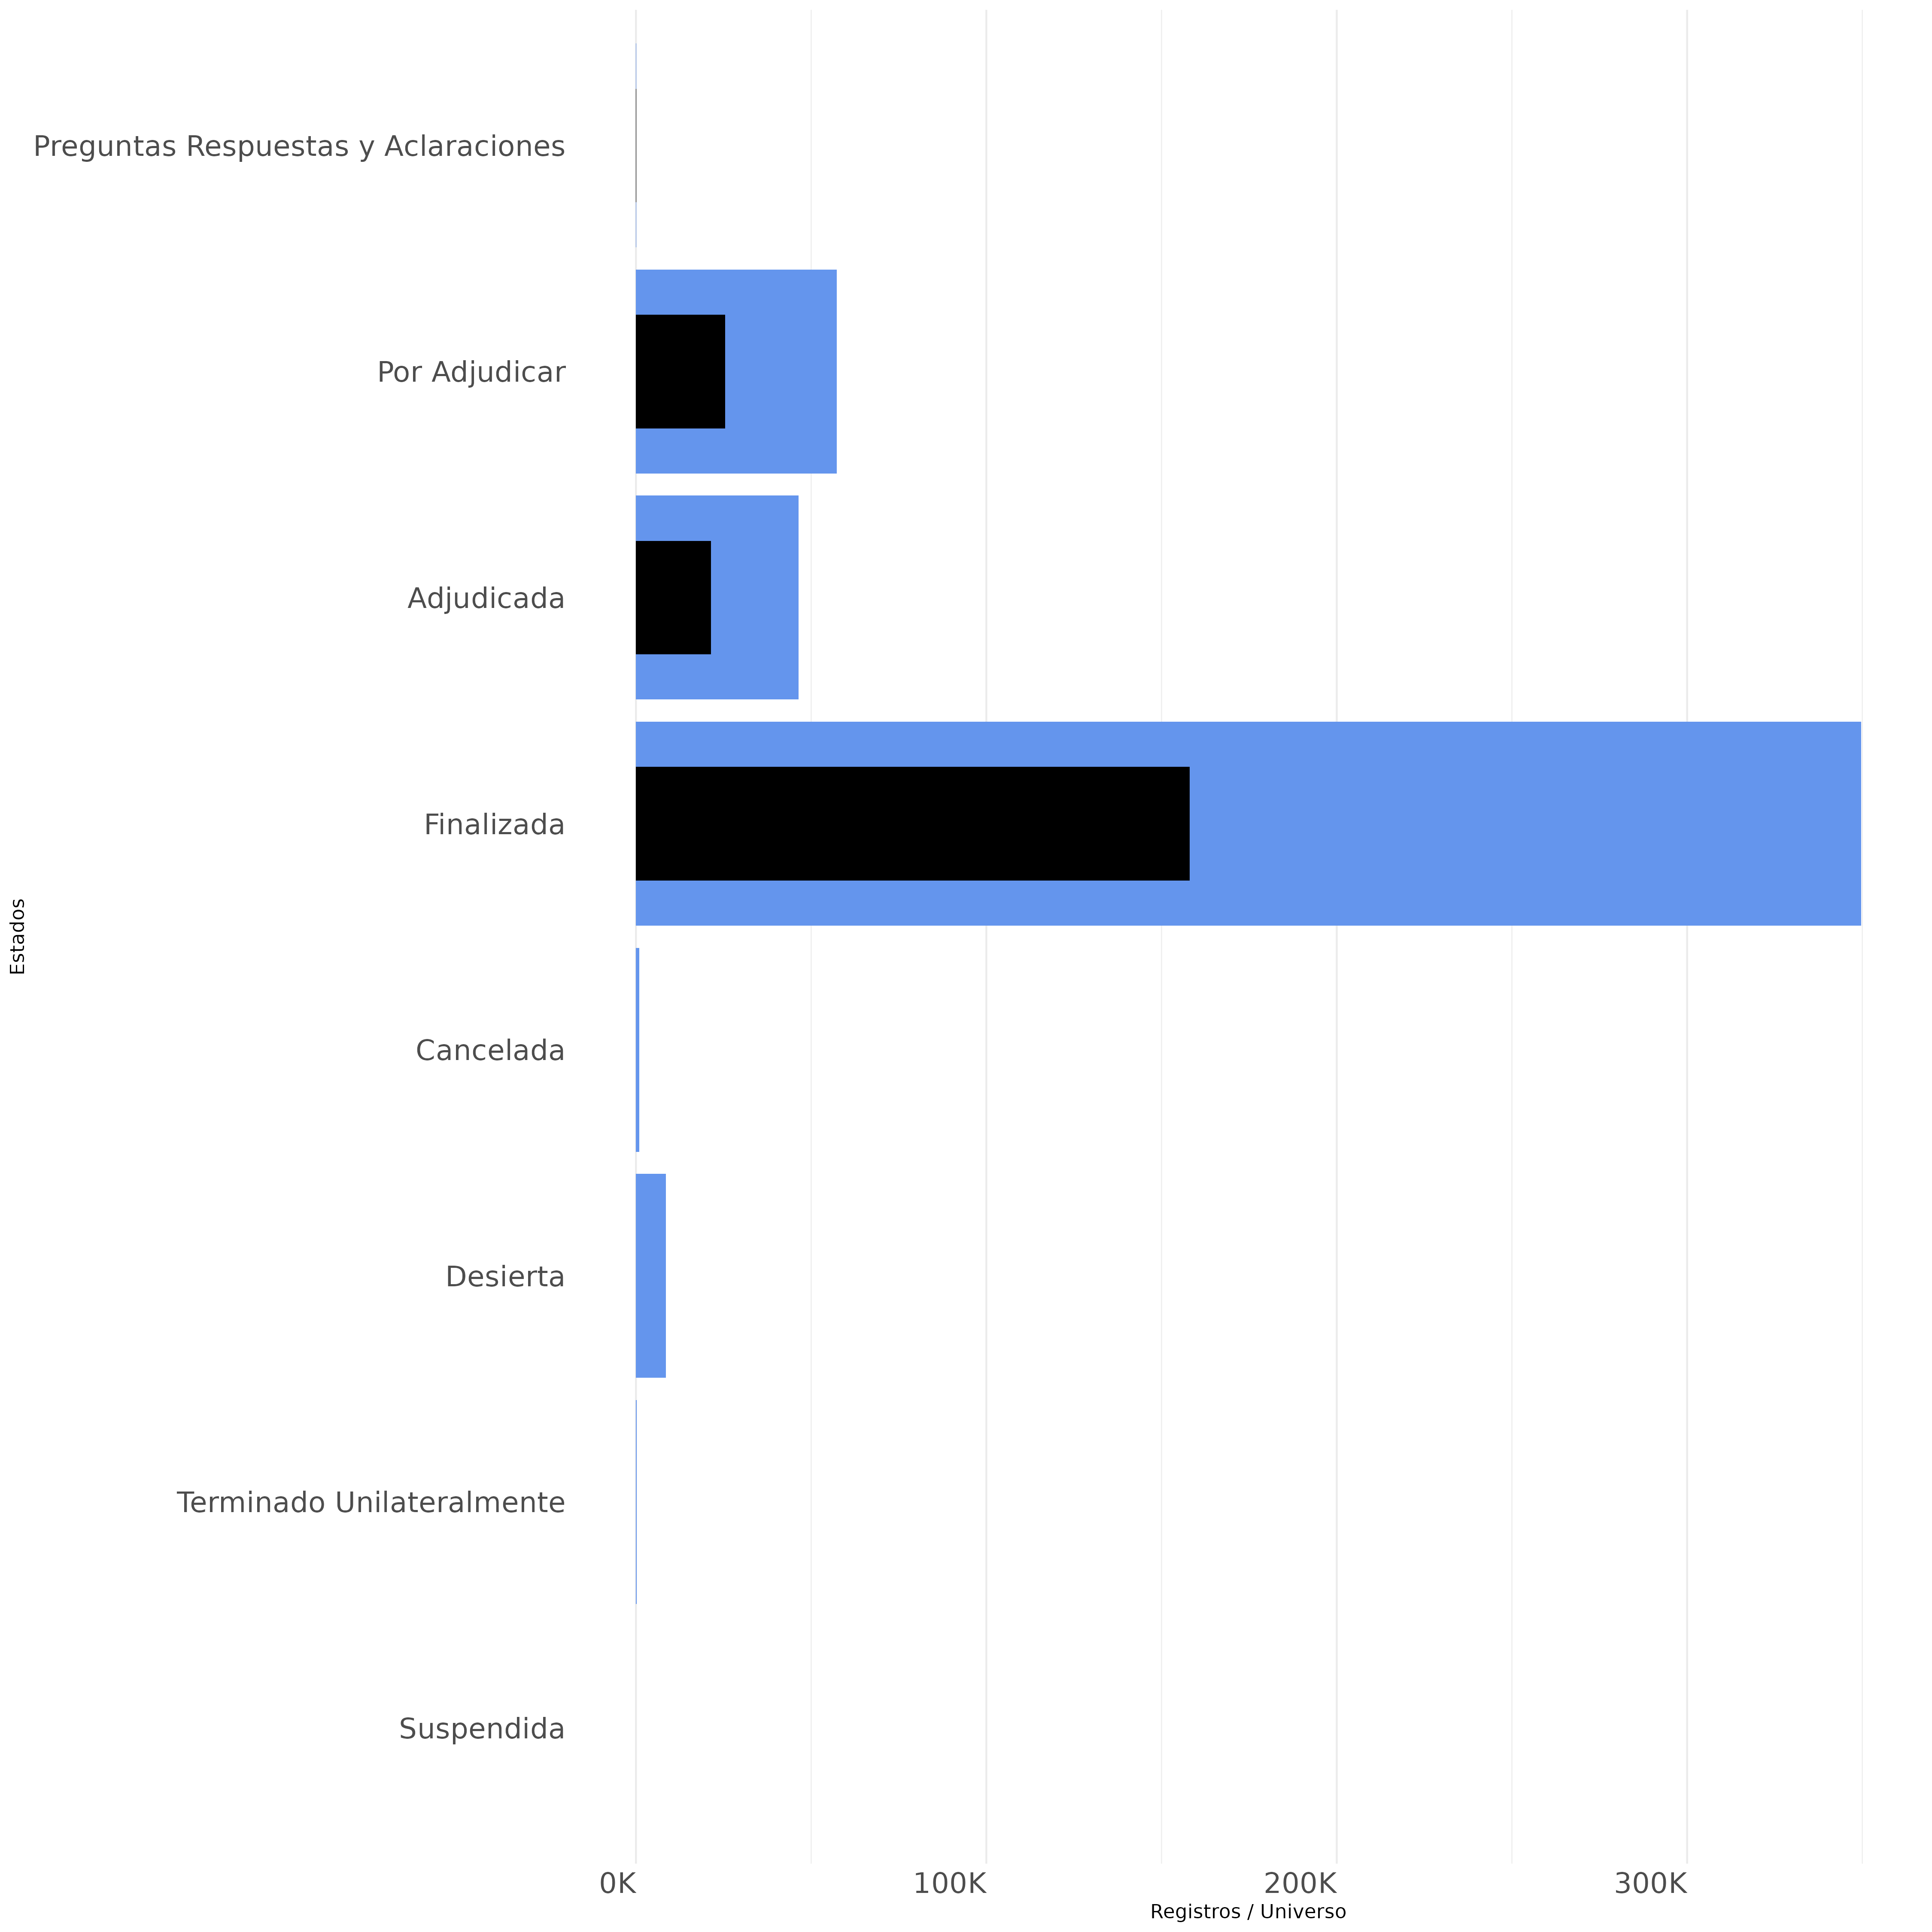 Preguntas Respuestas y Aclaraciones
Por Adjudicar
Adjudicada
Finalizada
Cancelada
Desierta
Terminado Unilateralmente
Suspendida
Estados
0K 100K 200K 300K
Registros / Universo